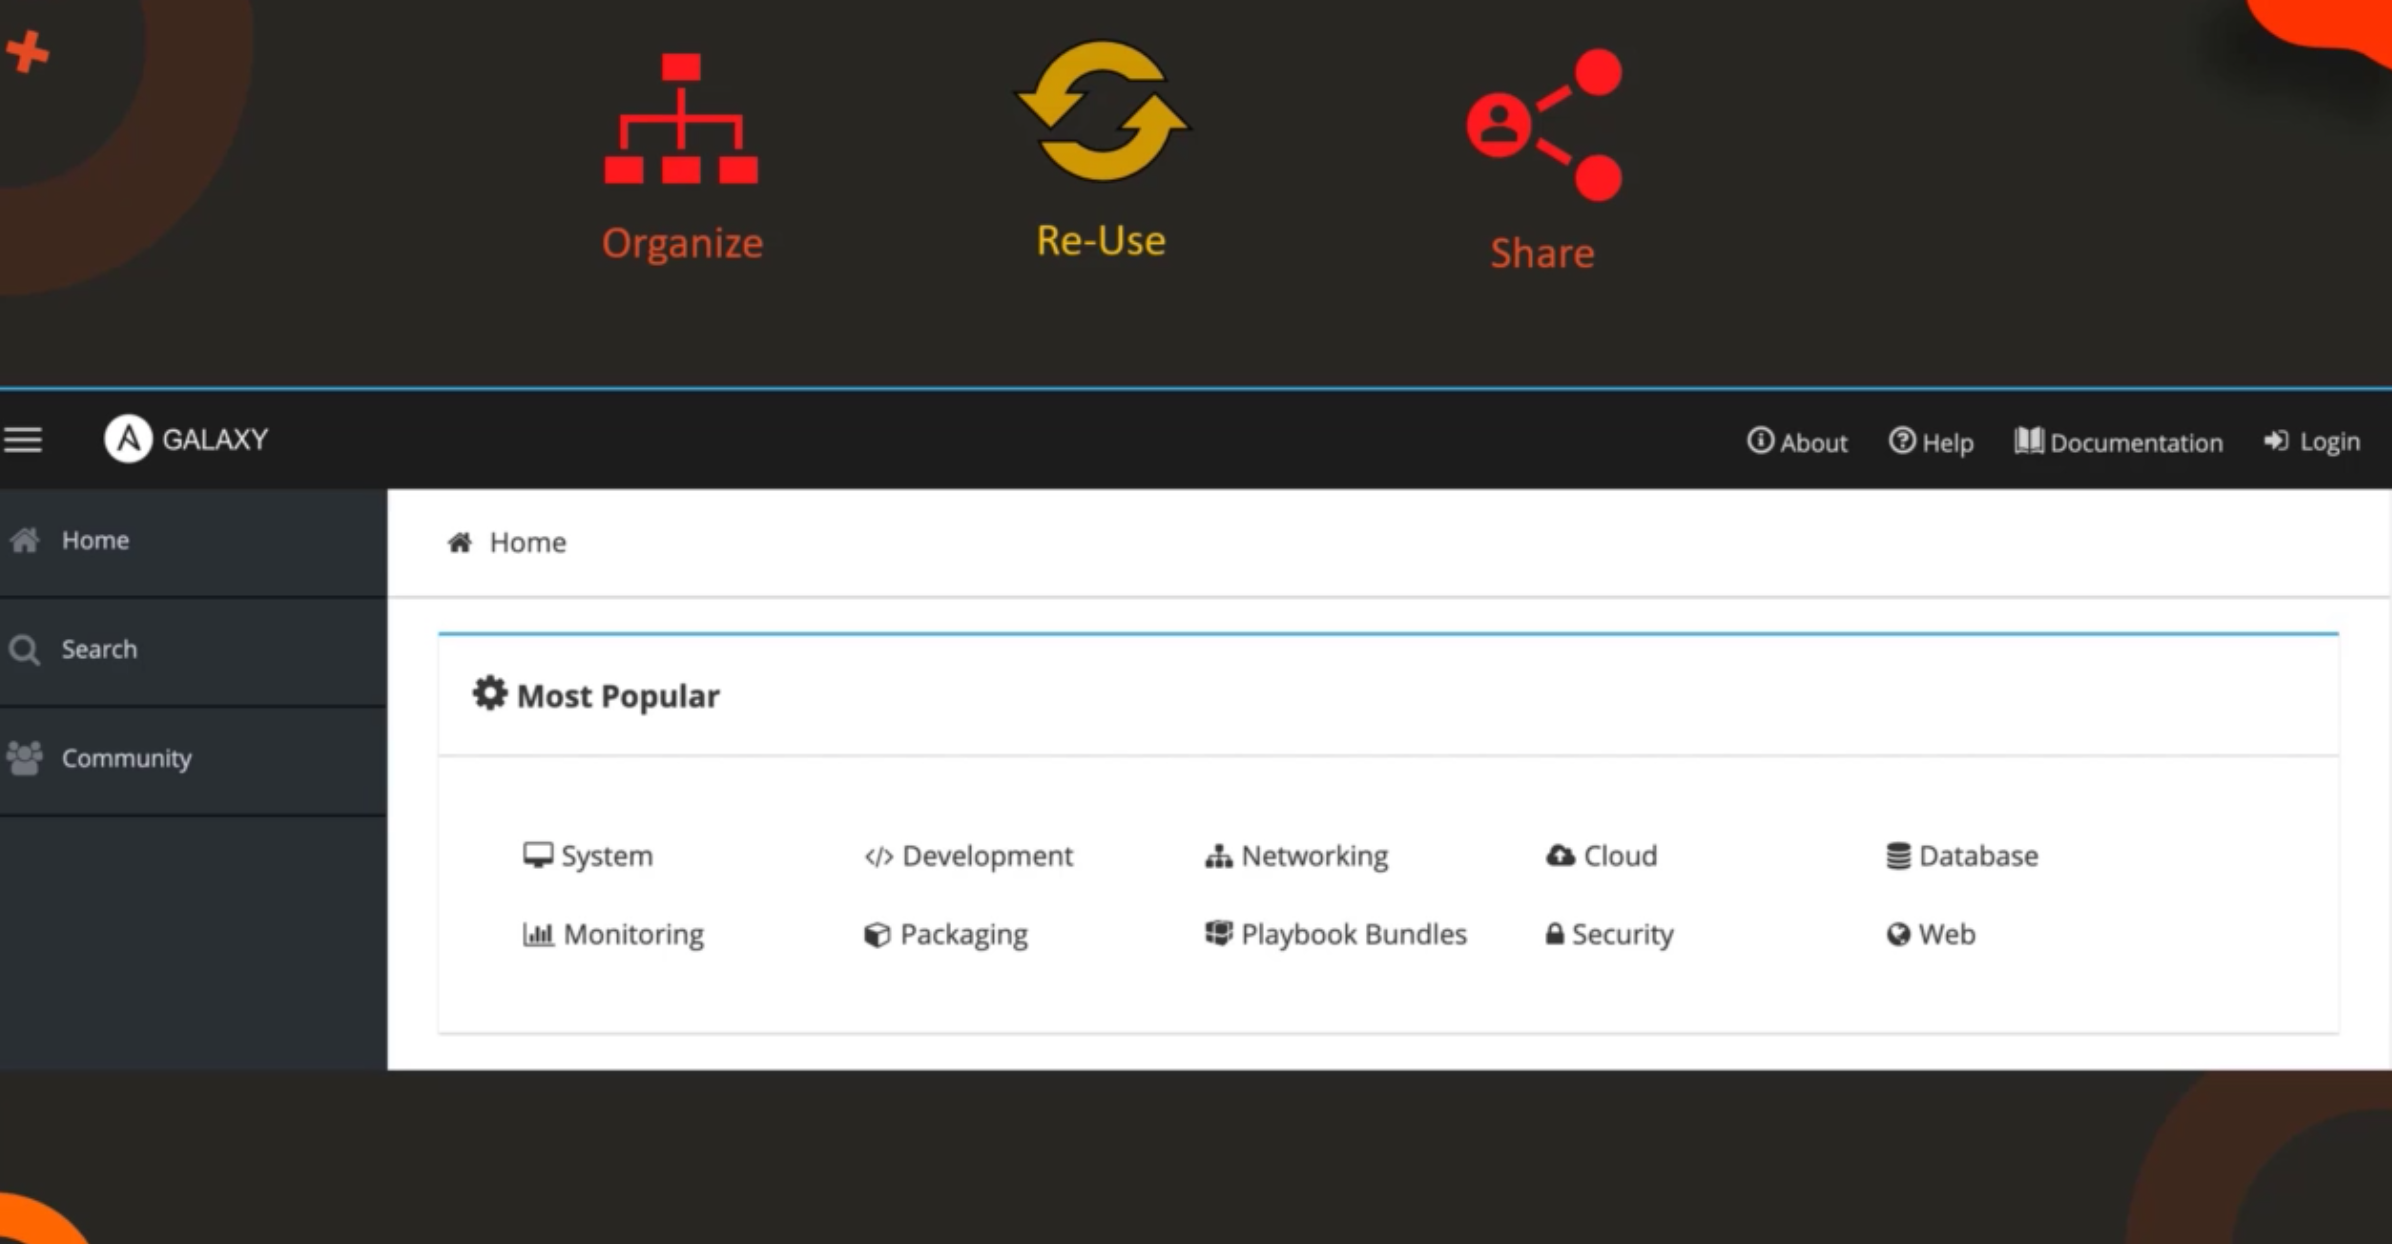 Organize Re-Use Share
GALAXY About Help Documentation Login
Home
Search
Community
Home
Most Popular
System Development Networking Cloud Database
Monitoring Packaging Playbook Bundles Security Web